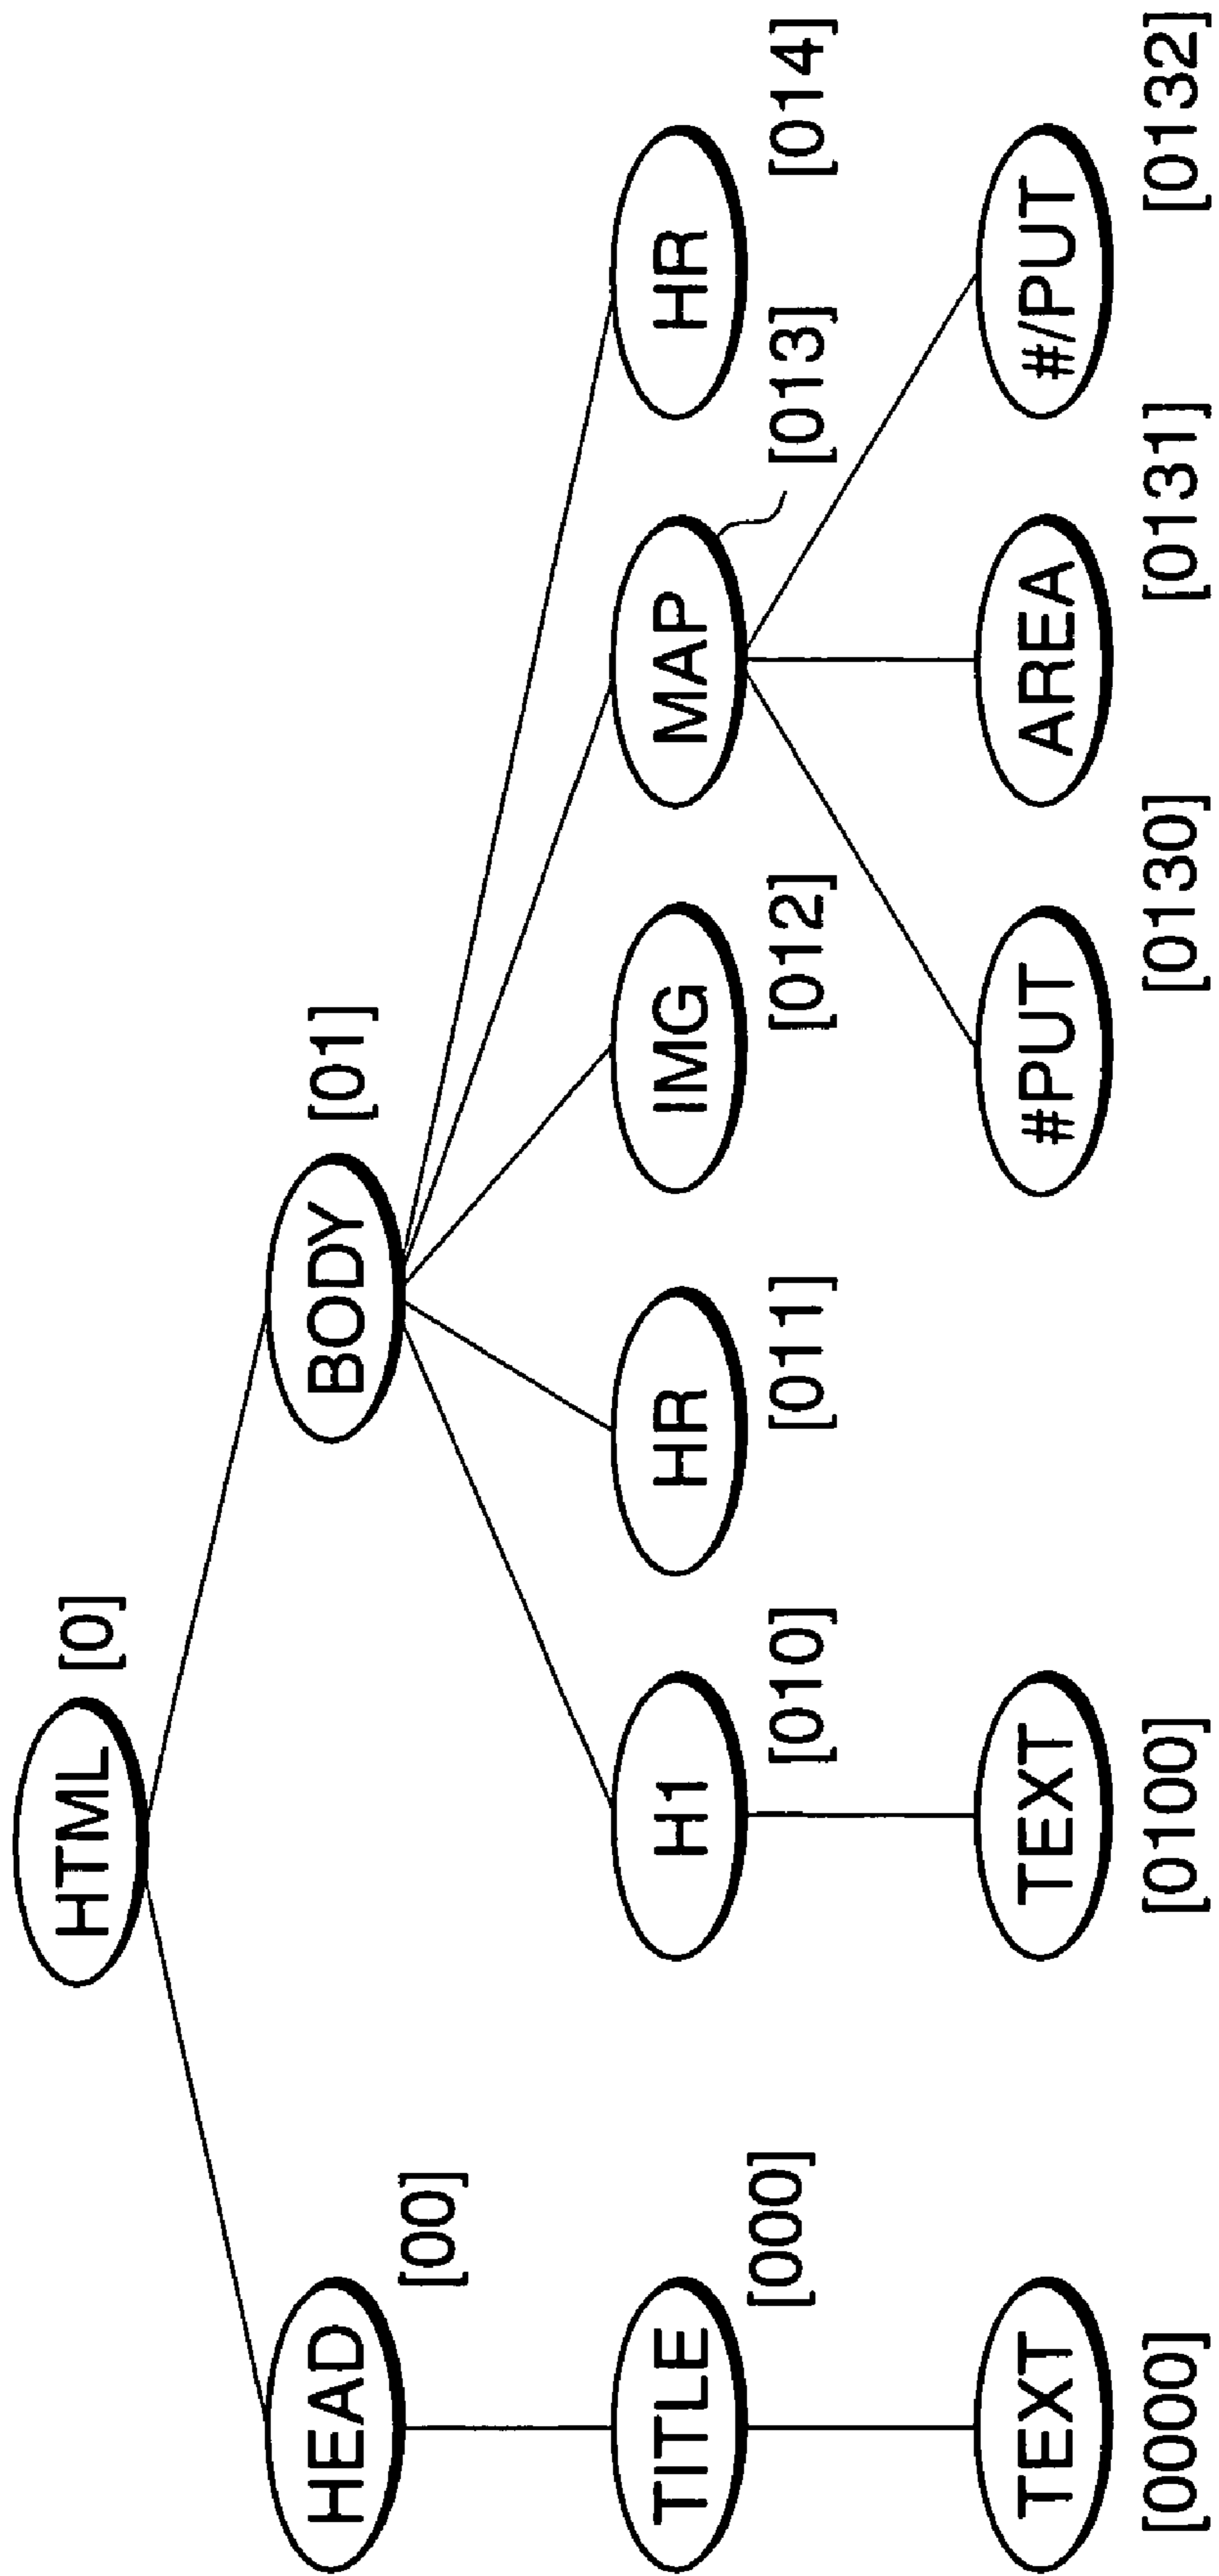 HTML [0]
HEAD BODY [01]
[00]
TITLE H1 HR IMG MAP HR
[000] [010] [011] [012] [013] [014]
TEXT TEXT #PUT AREA #/PUT
[0000] [0100] [0130] [0131] [0132]